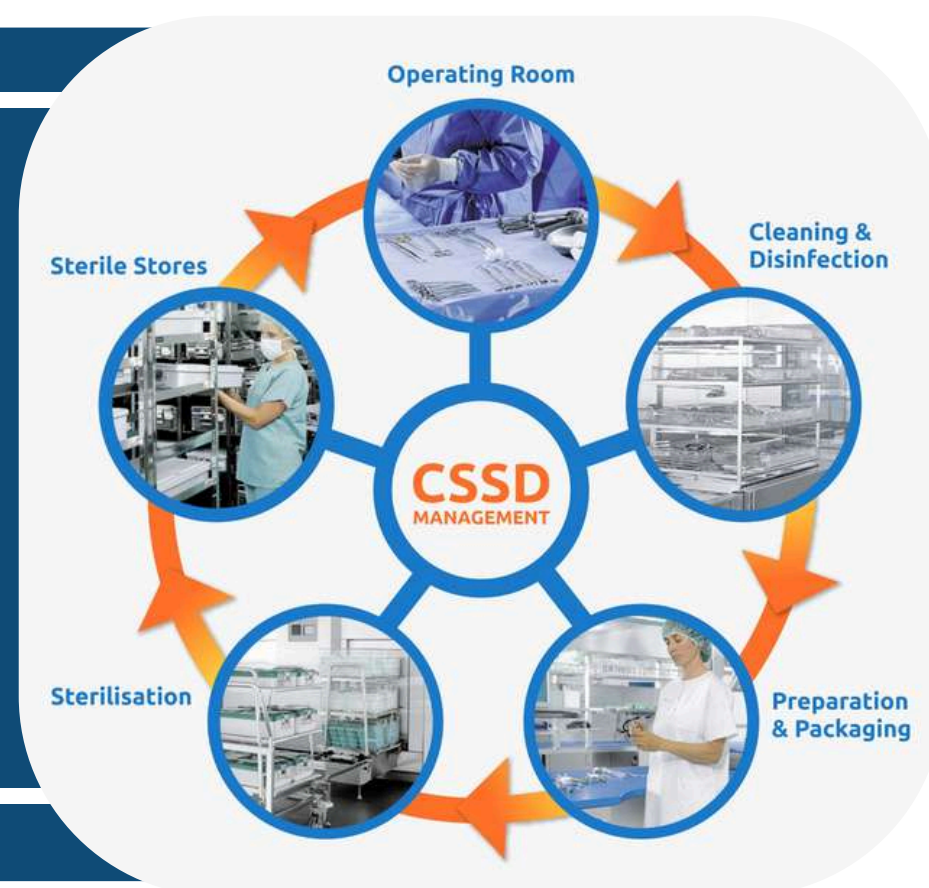 Operating Room
Cleaning &
Disinfection
Sterile Stores
CSSD
MANAGEMENT
Sterilisation
Preparation
& Packaging